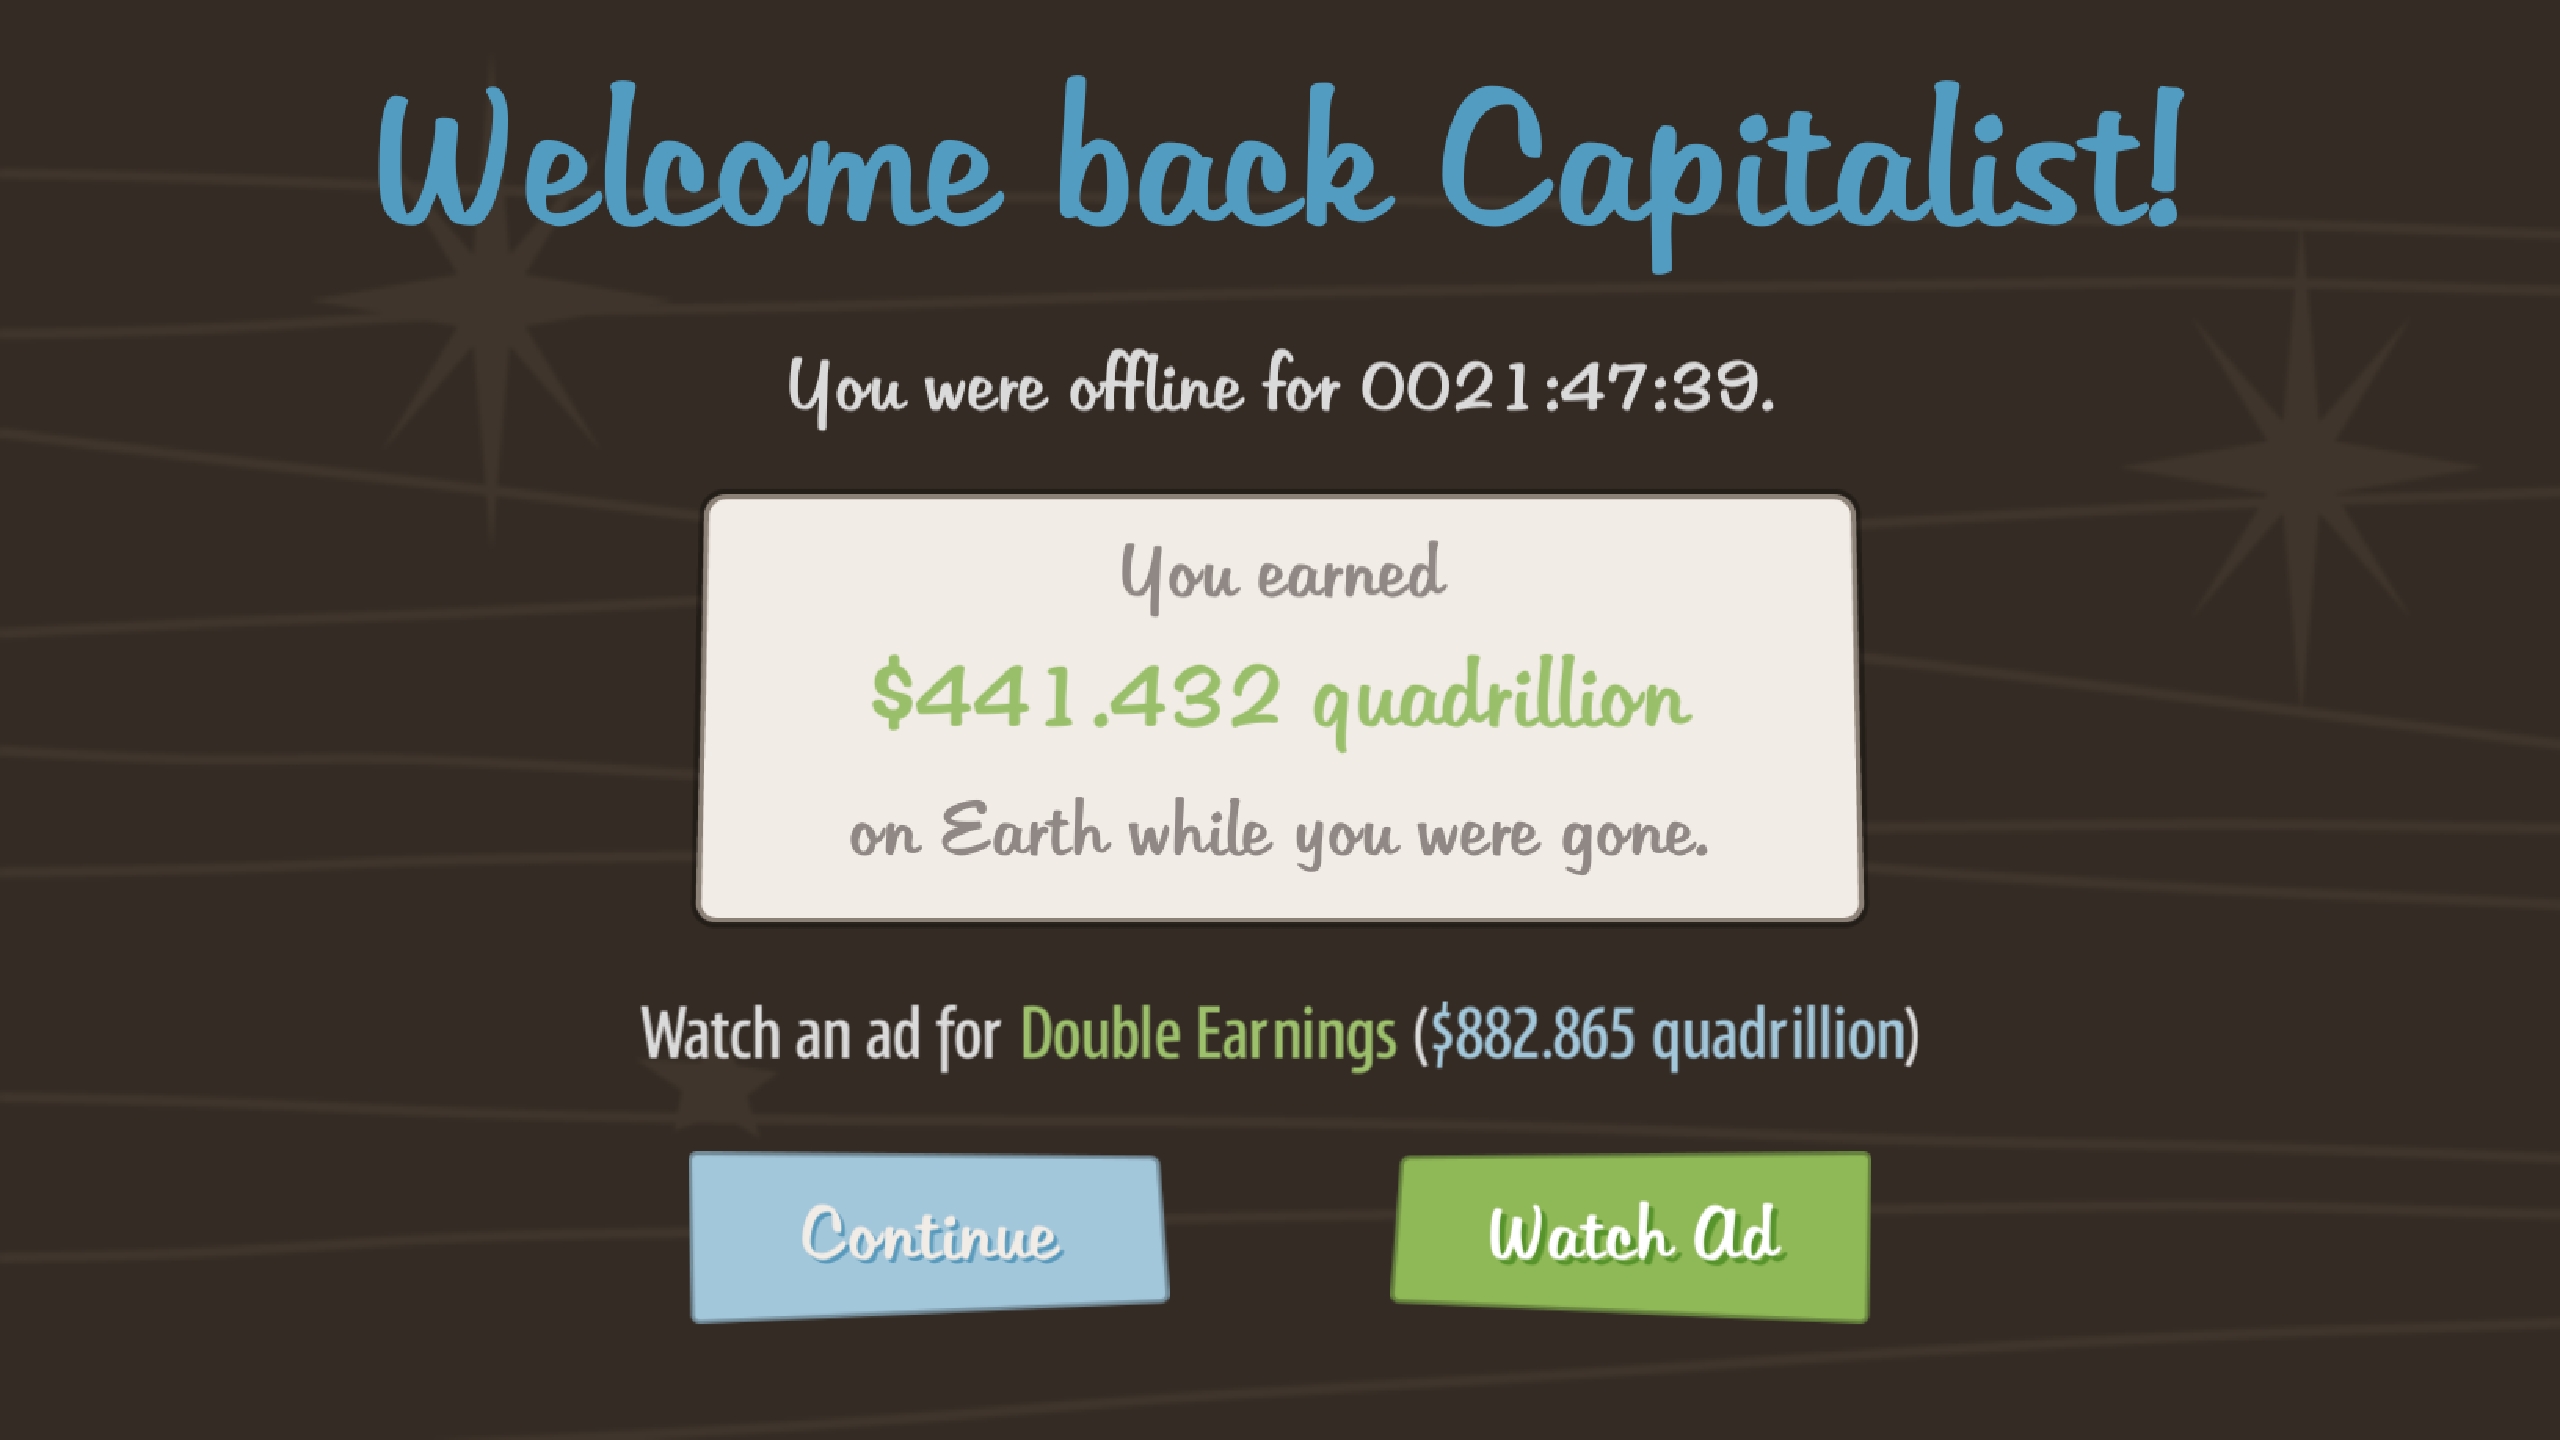 Welcome back Capitalist!
You were offline for 0021:47:39.
You earned
$441.432 quadrillion
on Earth while you were gone.
Watch an ad for Double Earnings ($882.865 quadrillion)
Continue
Watch Ad